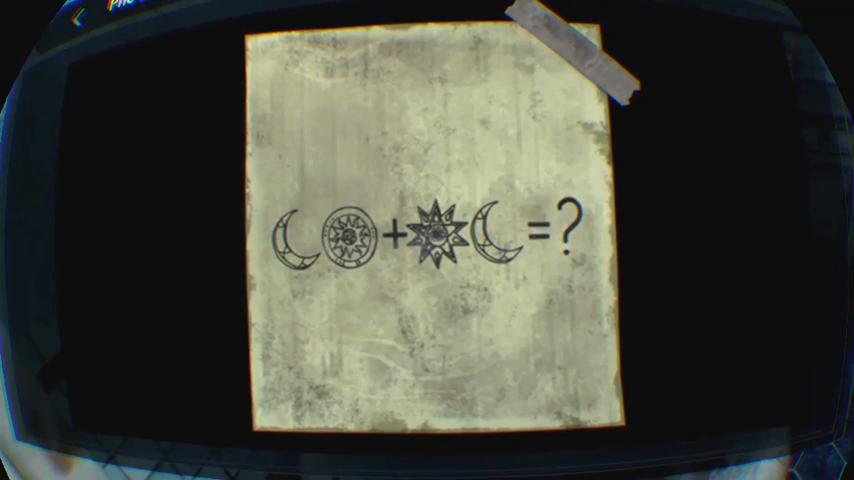 + = ?